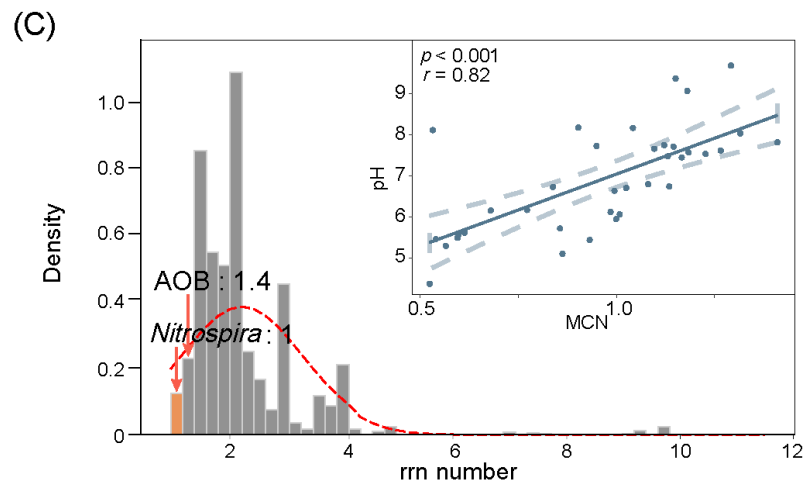 (C)
p < 0.001
r = 0.82
9
8
7
6
5
pH
0.5
1.0
MCN
1.0
0.8
0.6
0.4
0.2
0
Density
AOB : 1.4
Nitrospira : 1
2
4
6
8
10
12
rrn number